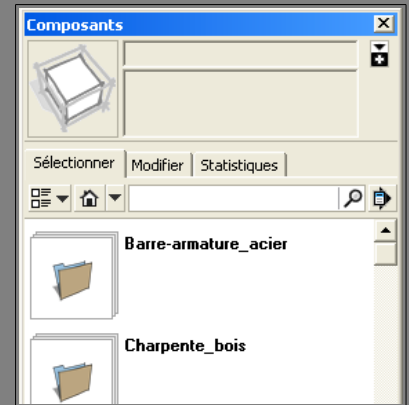 Composants
Sélectionner Modifier Statistiques
Barre-armature_acier
Charpente_bois